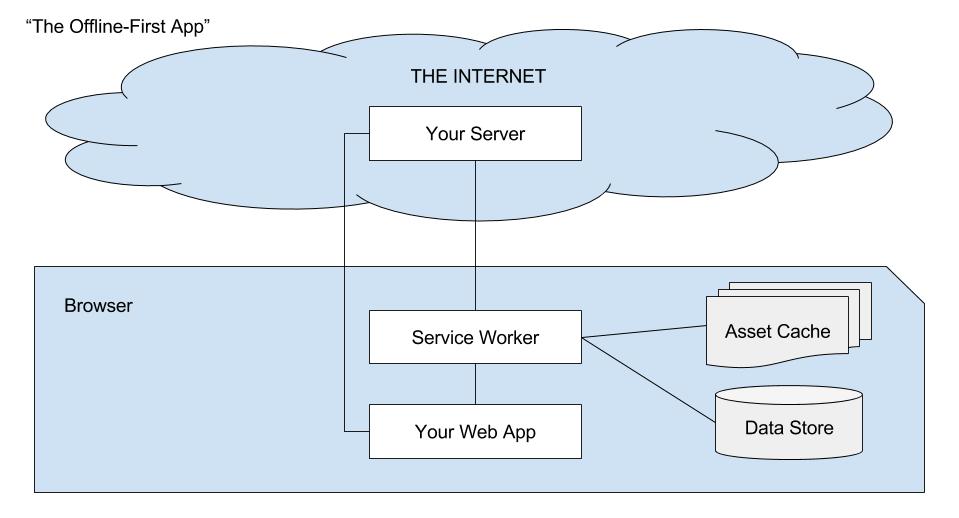 “The Offline-First App”
THE INTERNET
Your Server
Browser
Service Worker
Asset Cache
Your Web App
Data Store